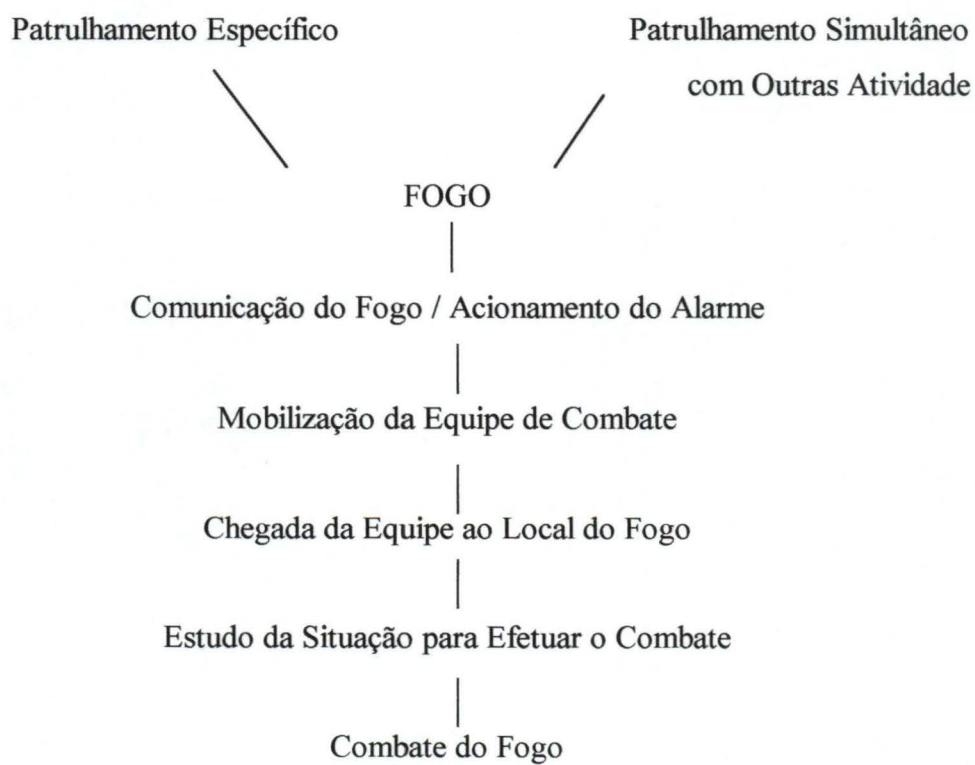 Patrulhamento Específico
Patrulhamento Simultâneo
com Outras Atividade
FOGO
Comunicação do Fogo / Acionamento do Alarme
Mobilização da Equipe de Combate
Chegada da Equipe ao Local do Fogo
Estudo da Situação para Efetuar o Combate
Combate do Fogo